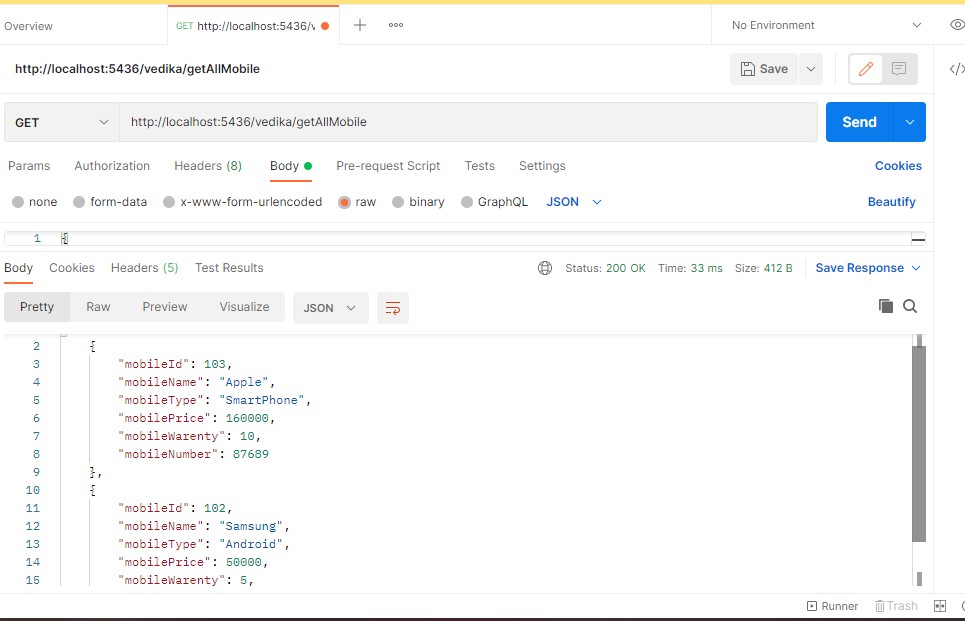 Overview
GET http://localhost:5436/v
No Environment
http://localhost:5436/vedika/getAllMobile
Save
GET
http://localhost:5436/vedika/getAllMobile
Send
Params Authorization Headers (8) Body Pre-request Script Tests Settings Cookies
none form-data x-www-form-urlencoded raw binary GraphQL JSON Beautify
1 {
Body Cookies Headers (5) Test Results Status: 200 OK Time: 33 ms Size: 412 B Save Response
Pretty Raw Preview Visualize JSON
2 {
3 "mobileId": 103,
4 "mobileName": "Apple",
5 "mobileType": "SmartPhone",
6 "mobilePrice": 160000,
7 "mobileWarenty": 10,
8 "mobileNumber": 87689
9 },
10 {
11 "mobileId": 102,
12 "mobileName": "Samsung",
13 "mobileType": "Android",
14 "mobilePrice": 50000,
15 "mobileWarenty": 5,
Runner Trash